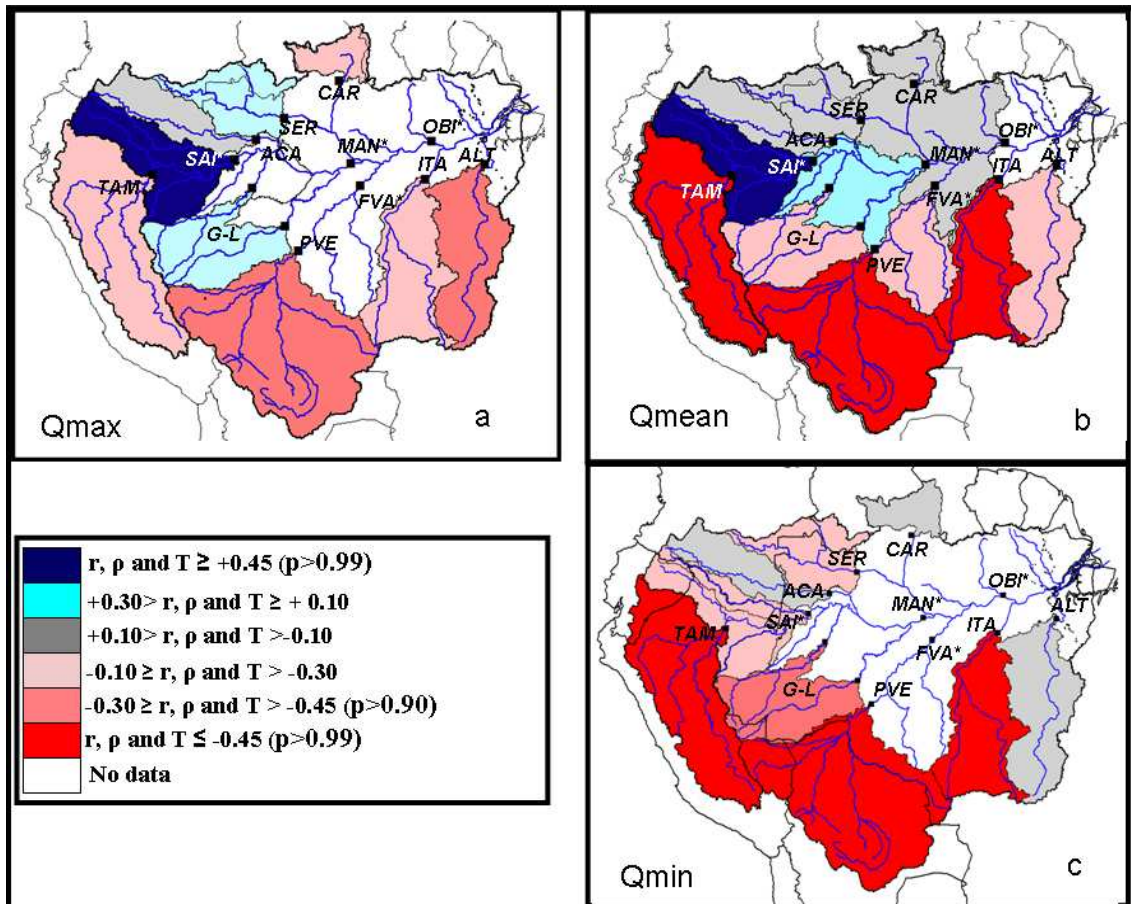 CAR
SER
ACA
SAI*
MAN*
OBI*
ITA
ALT
TAM
FVA*
G-L
PVE
Qmax
a
CAR
SER
ACA
SAI*
MAN*
OBI*
ITA
ALT
TAM
FVA*
G-L
PVE
Qmean
b
r, ρ and T ≥ +0.45 (p>0.99)
+0.30> r, ρ and T ≥ + 0.10
+0.10> r, ρ and T >-0.10
-0.10 ≥ r, ρ and T > -0.30
-0.30 ≥ r, ρ and T > -0.45 (p>0.90)
r, ρ and T ≤ -0.45 (p>0.99)
No data
CAR
SER
ACA
SAI*
MAN*
OBI*
ITA
ALT
TAM
FVA*
G-L
PVE
Qmin
c